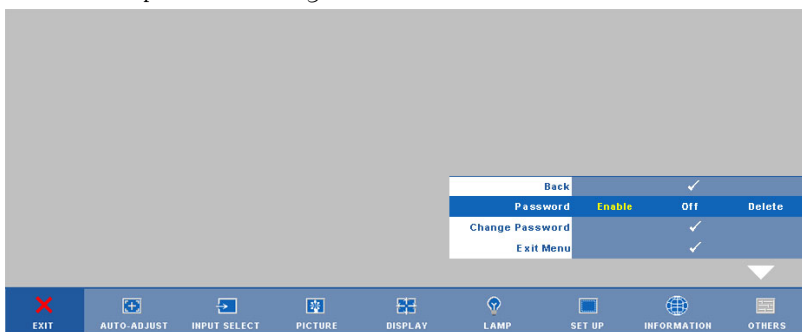 Back
Password Enable Off Delete
Change Password
Exit Menu
EXIT AUTO-ADJUST INPUT SELECT PICTURE DISPLAY LAMP SET UP INFORMATION OTHERS